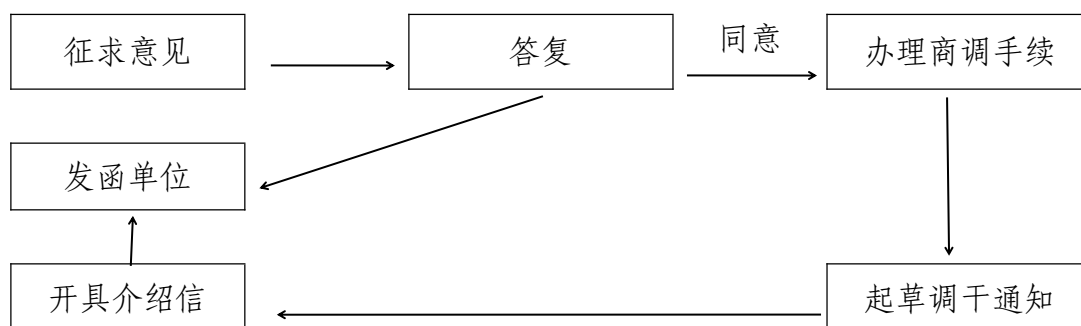 征求意见
答复
同意
办理商调手续
发函单位
开具介绍信
起草调干通知